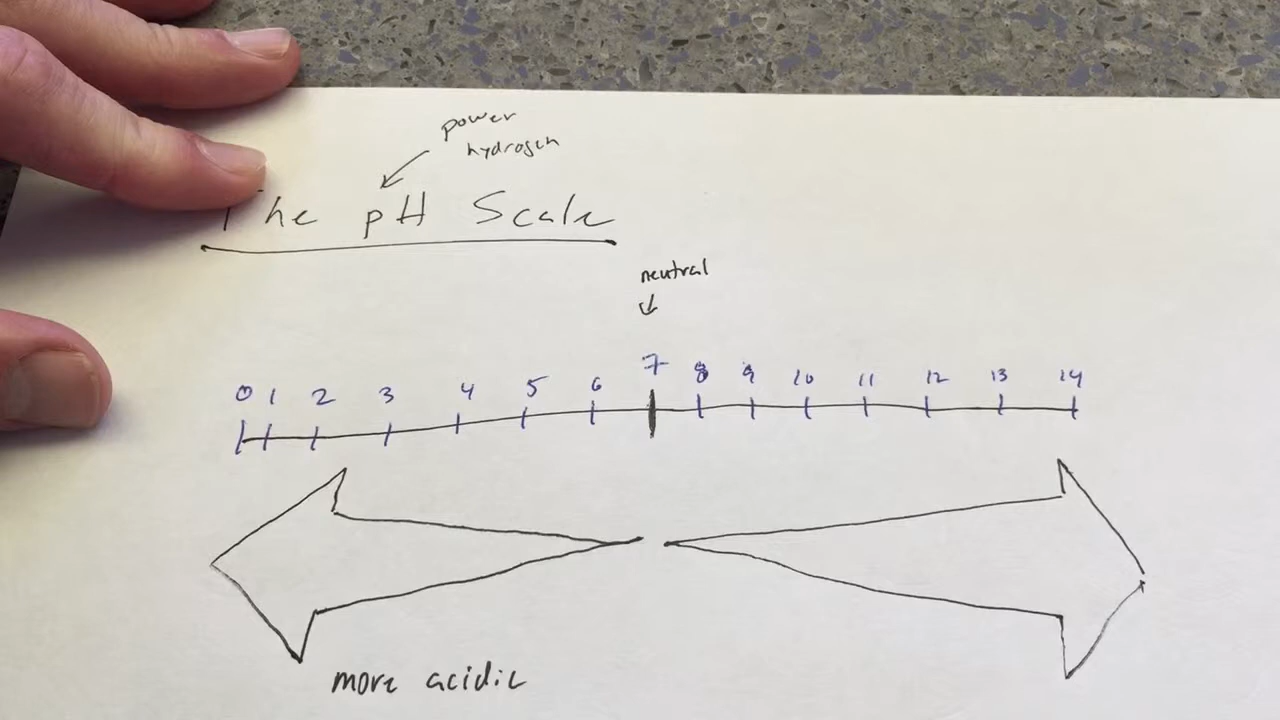 power
hydrogen
The pH Scale
neutral
0 1 2 3 4 5 6 7 8 9 10 11 12 13 14
more acidic